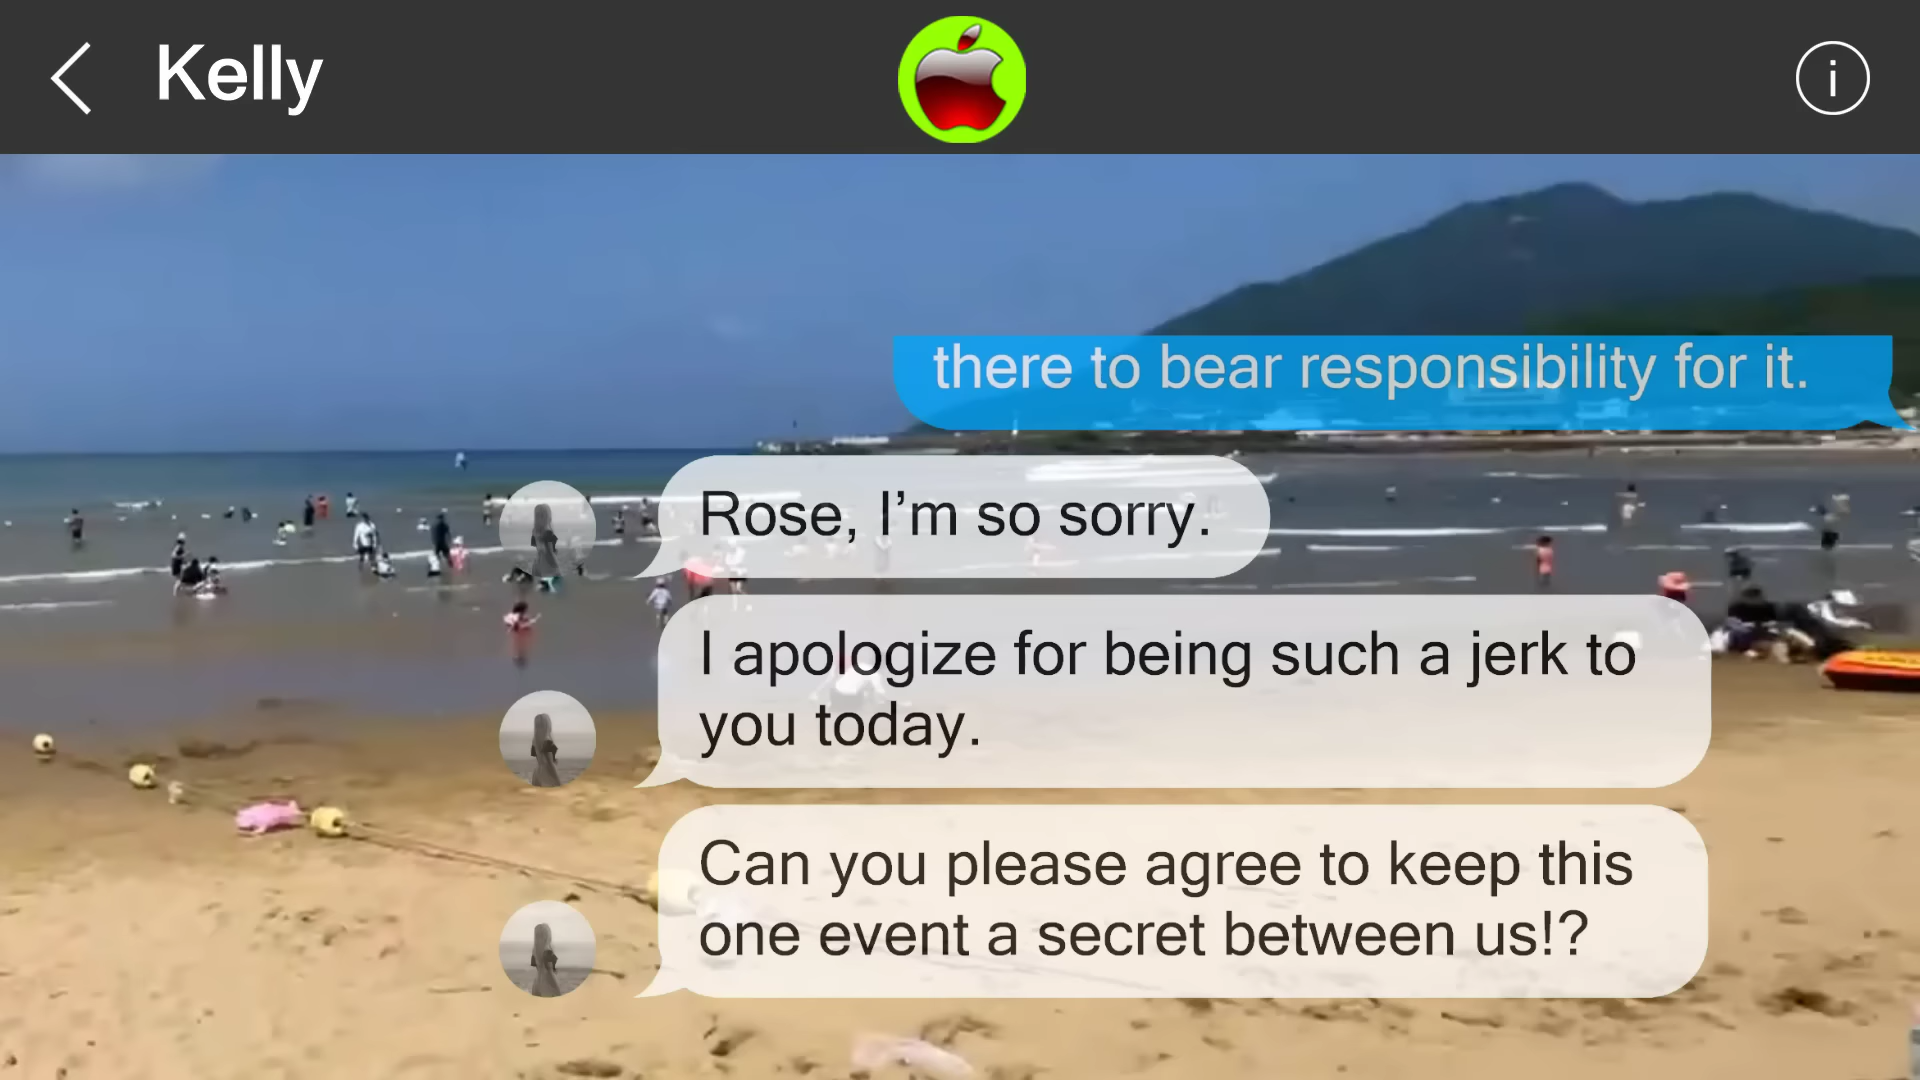 Kelly
i
there to bear responsibility for it.
Rose, I’m so sorry.
I apologize for being such a jerk to
you today.
Can you please agree to keep this
one event a secret between us!?